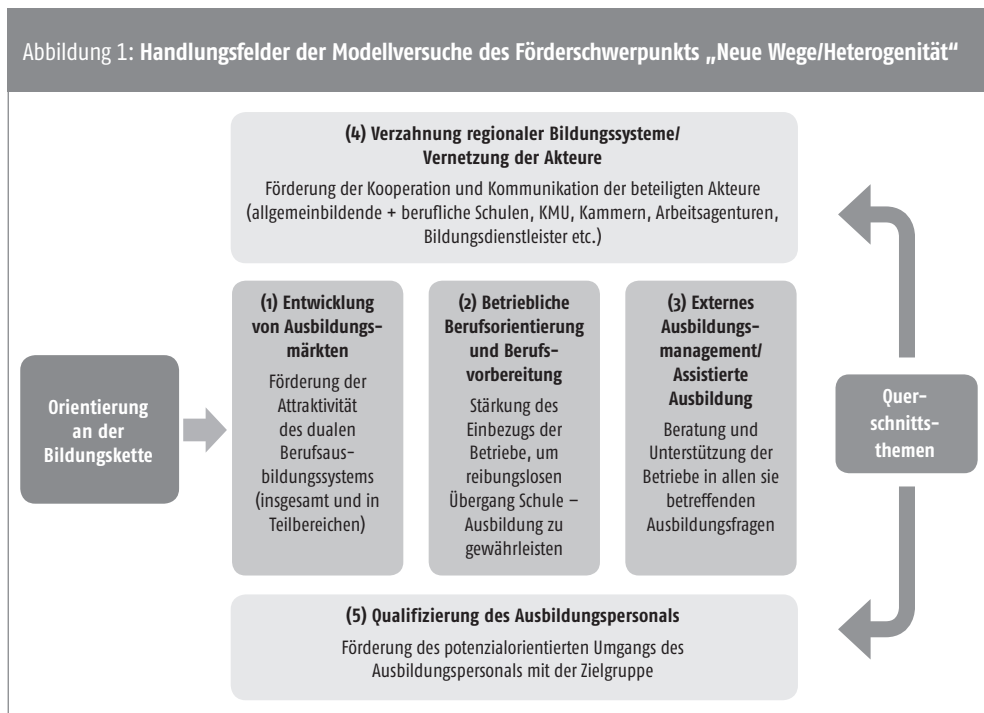 Abbildung 1: Handlungsfelder der Modellversuche des Förderschwerpunkts „Neue Wege/Heterogenität“
(4) Verzahnung regionaler Bildungssysteme/
Vernetzung der Akteure
Förderung der Kooperation und Kommunikation der beteiligten Akteure
(allgemeinbildende + berufliche Schulen, KMU, Kammern, Arbeitsagenturen,
Bildungsdienstleister etc.)
Orientierung
an der
Bildungskette
(1) Entwicklung
von Ausbildungs-
märkten
Förderung der
Attraktivität
des dualen
Berufsaus-
bildungssystems
(insgesamt und in
Teilbereichen)
(2) Betriebliche
Berufsorientierung
und Berufs-
vorbereitung
Stärkung des
Einbezugs der
Betriebe, um
reibungslosen
Übergang Schule –
Ausbildung zu
gewährleisten
(3) Externes
Ausbildungs-
management/
Assistierte
Ausbildung
Beratung und
Unterstützung der
Betriebe in allen sie
betreffenden
Ausbildungsfragen
Quer-
schnitts-
themen
(5) Qualifizierung des Ausbildungspersonals
Förderung des potenzialorientierten Umgangs des
Ausbildungspersonals mit der Zielgruppe